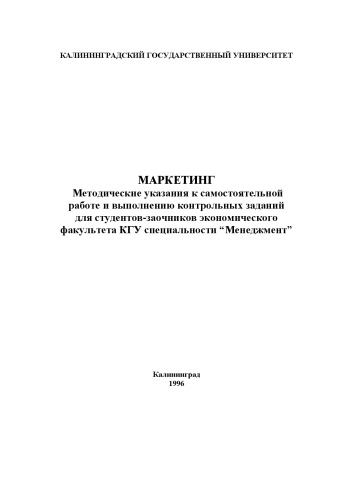 КАЛИНИНГРАДСКИЙ ГОСУДАРСТВЕННЫЙ УНИВЕРСИТЕТ
МАРКЕТИНГ
Методические указания к самостоятельной
работе и выполнению контрольных заданий
для студентов-заочников экономического
факультета КГУ специальности “Менеджмент”
Калининград
1996